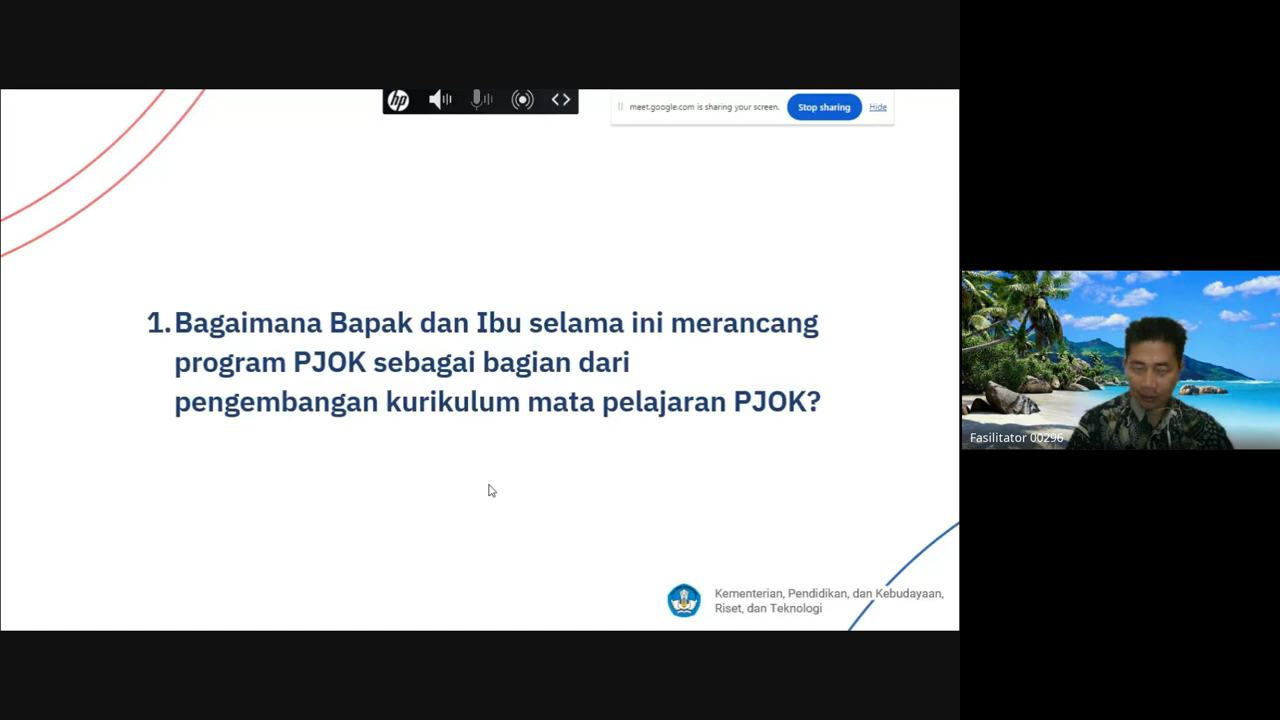 hp
meet.google.com is sharing your screen.
Stop sharing
Hide
1. Bagaimana Bapak dan Ibu selama ini merancang
program PJOK sebagai bagian dari
pengembangan kurikulum mata pelajaran PJOK?
Fasilitator 00296
Kementerian, Pendidikan, dan Kebudayaan,
Riset, dan Teknologi